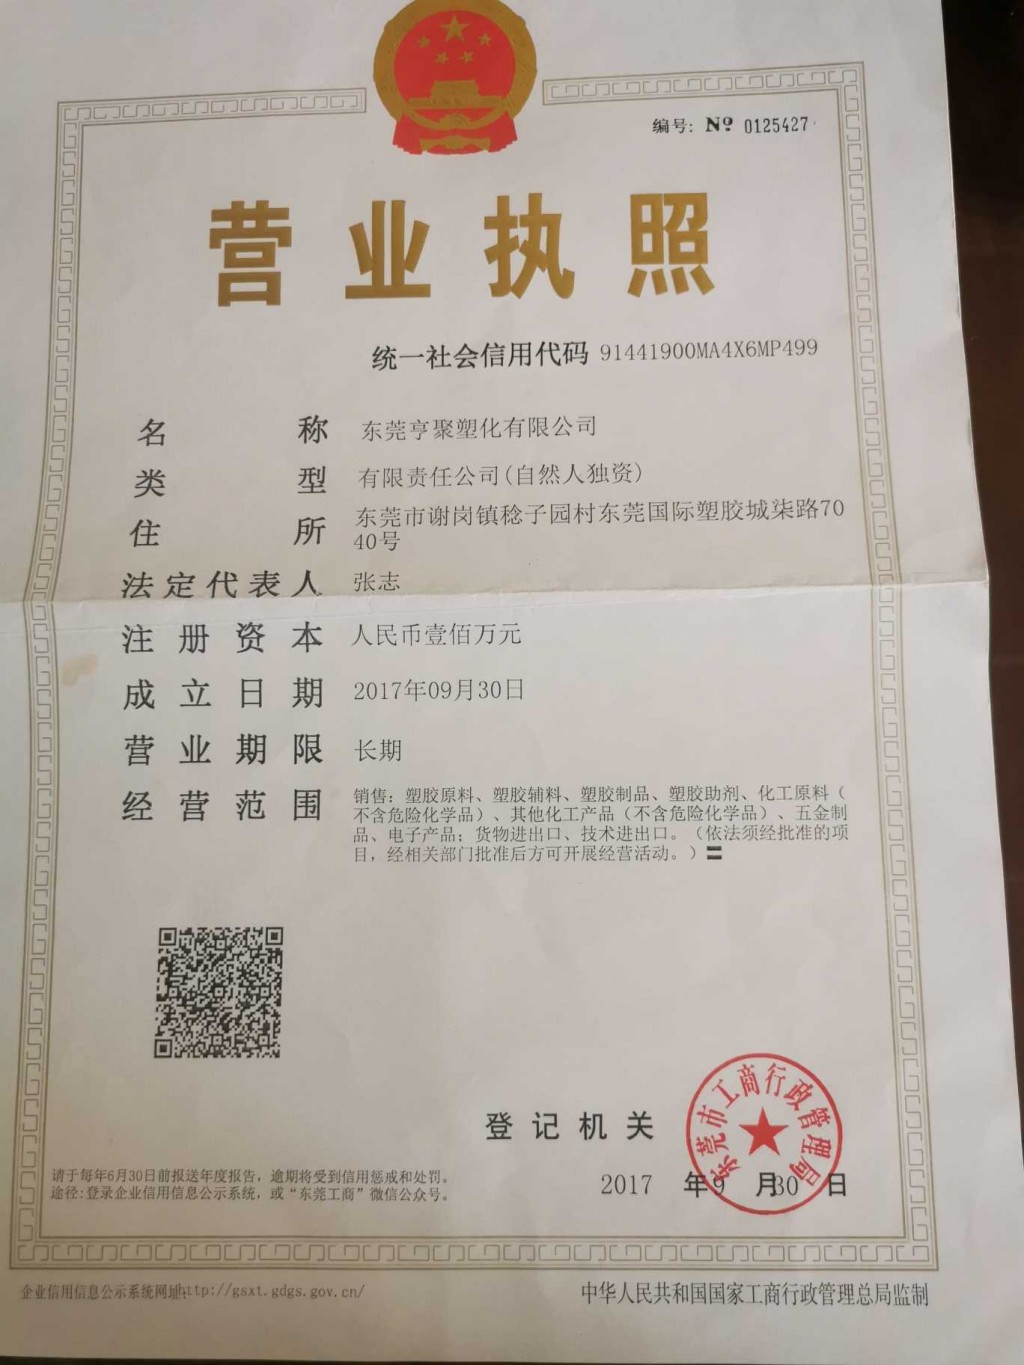 编号: Nº 0125427
营业执照
统一社会信用代码 91441900MA4X6MP499
名称 东莞亨聚塑化有限公司
类型 有限责任公司(自然人独资)
住所 东莞市谢岗镇稔子园村东莞国际塑胶城柒路70
40号
法定代表人 张志
注册资本 人民币壹佰万元
成立日期 2017年09月30日
营业期限 长期
经营范围 销售：塑胶原料、塑胶辅料、塑胶制品、塑胶助剂、化工原料（
不含危险化学品）、其他化工产品（不含危险化学品）、五金制
品、电子产品；货物进出口、技术进出口。（依法须经批准的项
目，经相关部门批准后方可开展经营活动。）〓
东莞市工商行政管理局
登记机关
2017 年9 月30 日
请于每年6月30日前报送年度报告，逾期将受到信用惩戒和处罚。
途径:登录企业信用信息公示系统，或“东莞工商”微信公众号。
企业信用信息公示系统网址:http://gsxt.gdgs.gov.cn/
中华人民共和国国家工商行政管理总局监制